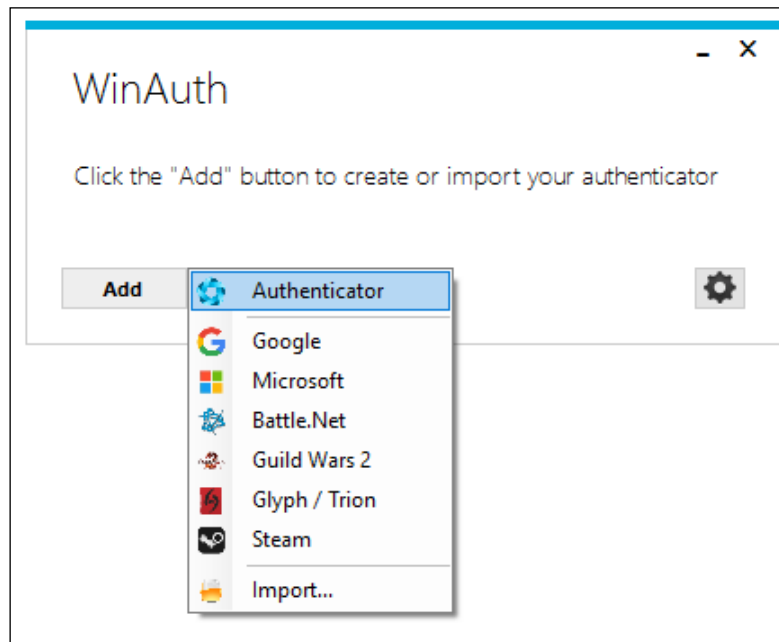 WinAuth
Click the "Add" button to create or import your authenticator
Add
Authenticator
Google
Microsoft
Battle.Net
Guild Wars 2
Glyph / Trion
Steam
Import...